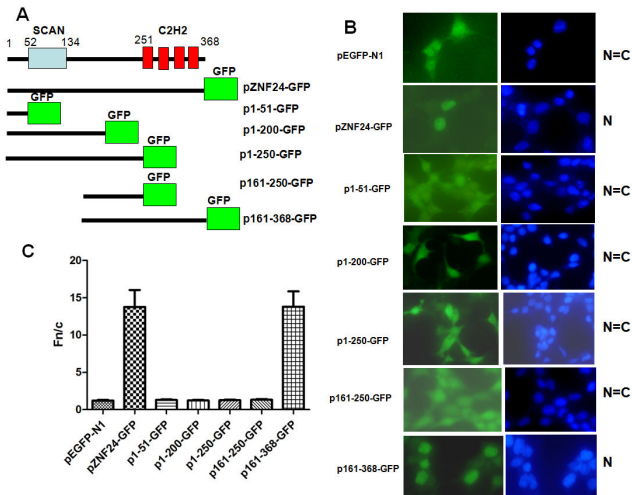 A
SCAN C2H2
1 52 134 251 368
GFP pZNF24-GFP
GFP p1-51-GFP
GFP p1-200-GFP
GFP p1-250-GFP
GFP p161-250-GFP
GFP p161-368-GFP
B
pEGFP-N1 N=C
pZNF24-GFP N
p1-51-GFP N=C
p1-200-GFP N=C
p1-250-GFP N=C
p161-250-GFP N=C
p161-368-GFP N
C
Fn/c
20
15
10
5
0
pEGFP-N1
pZNF24-GFP
p1-51-GFP
p1-200-GFP
p1-250-GFP
p161-250-GFP
p161-368-GFP